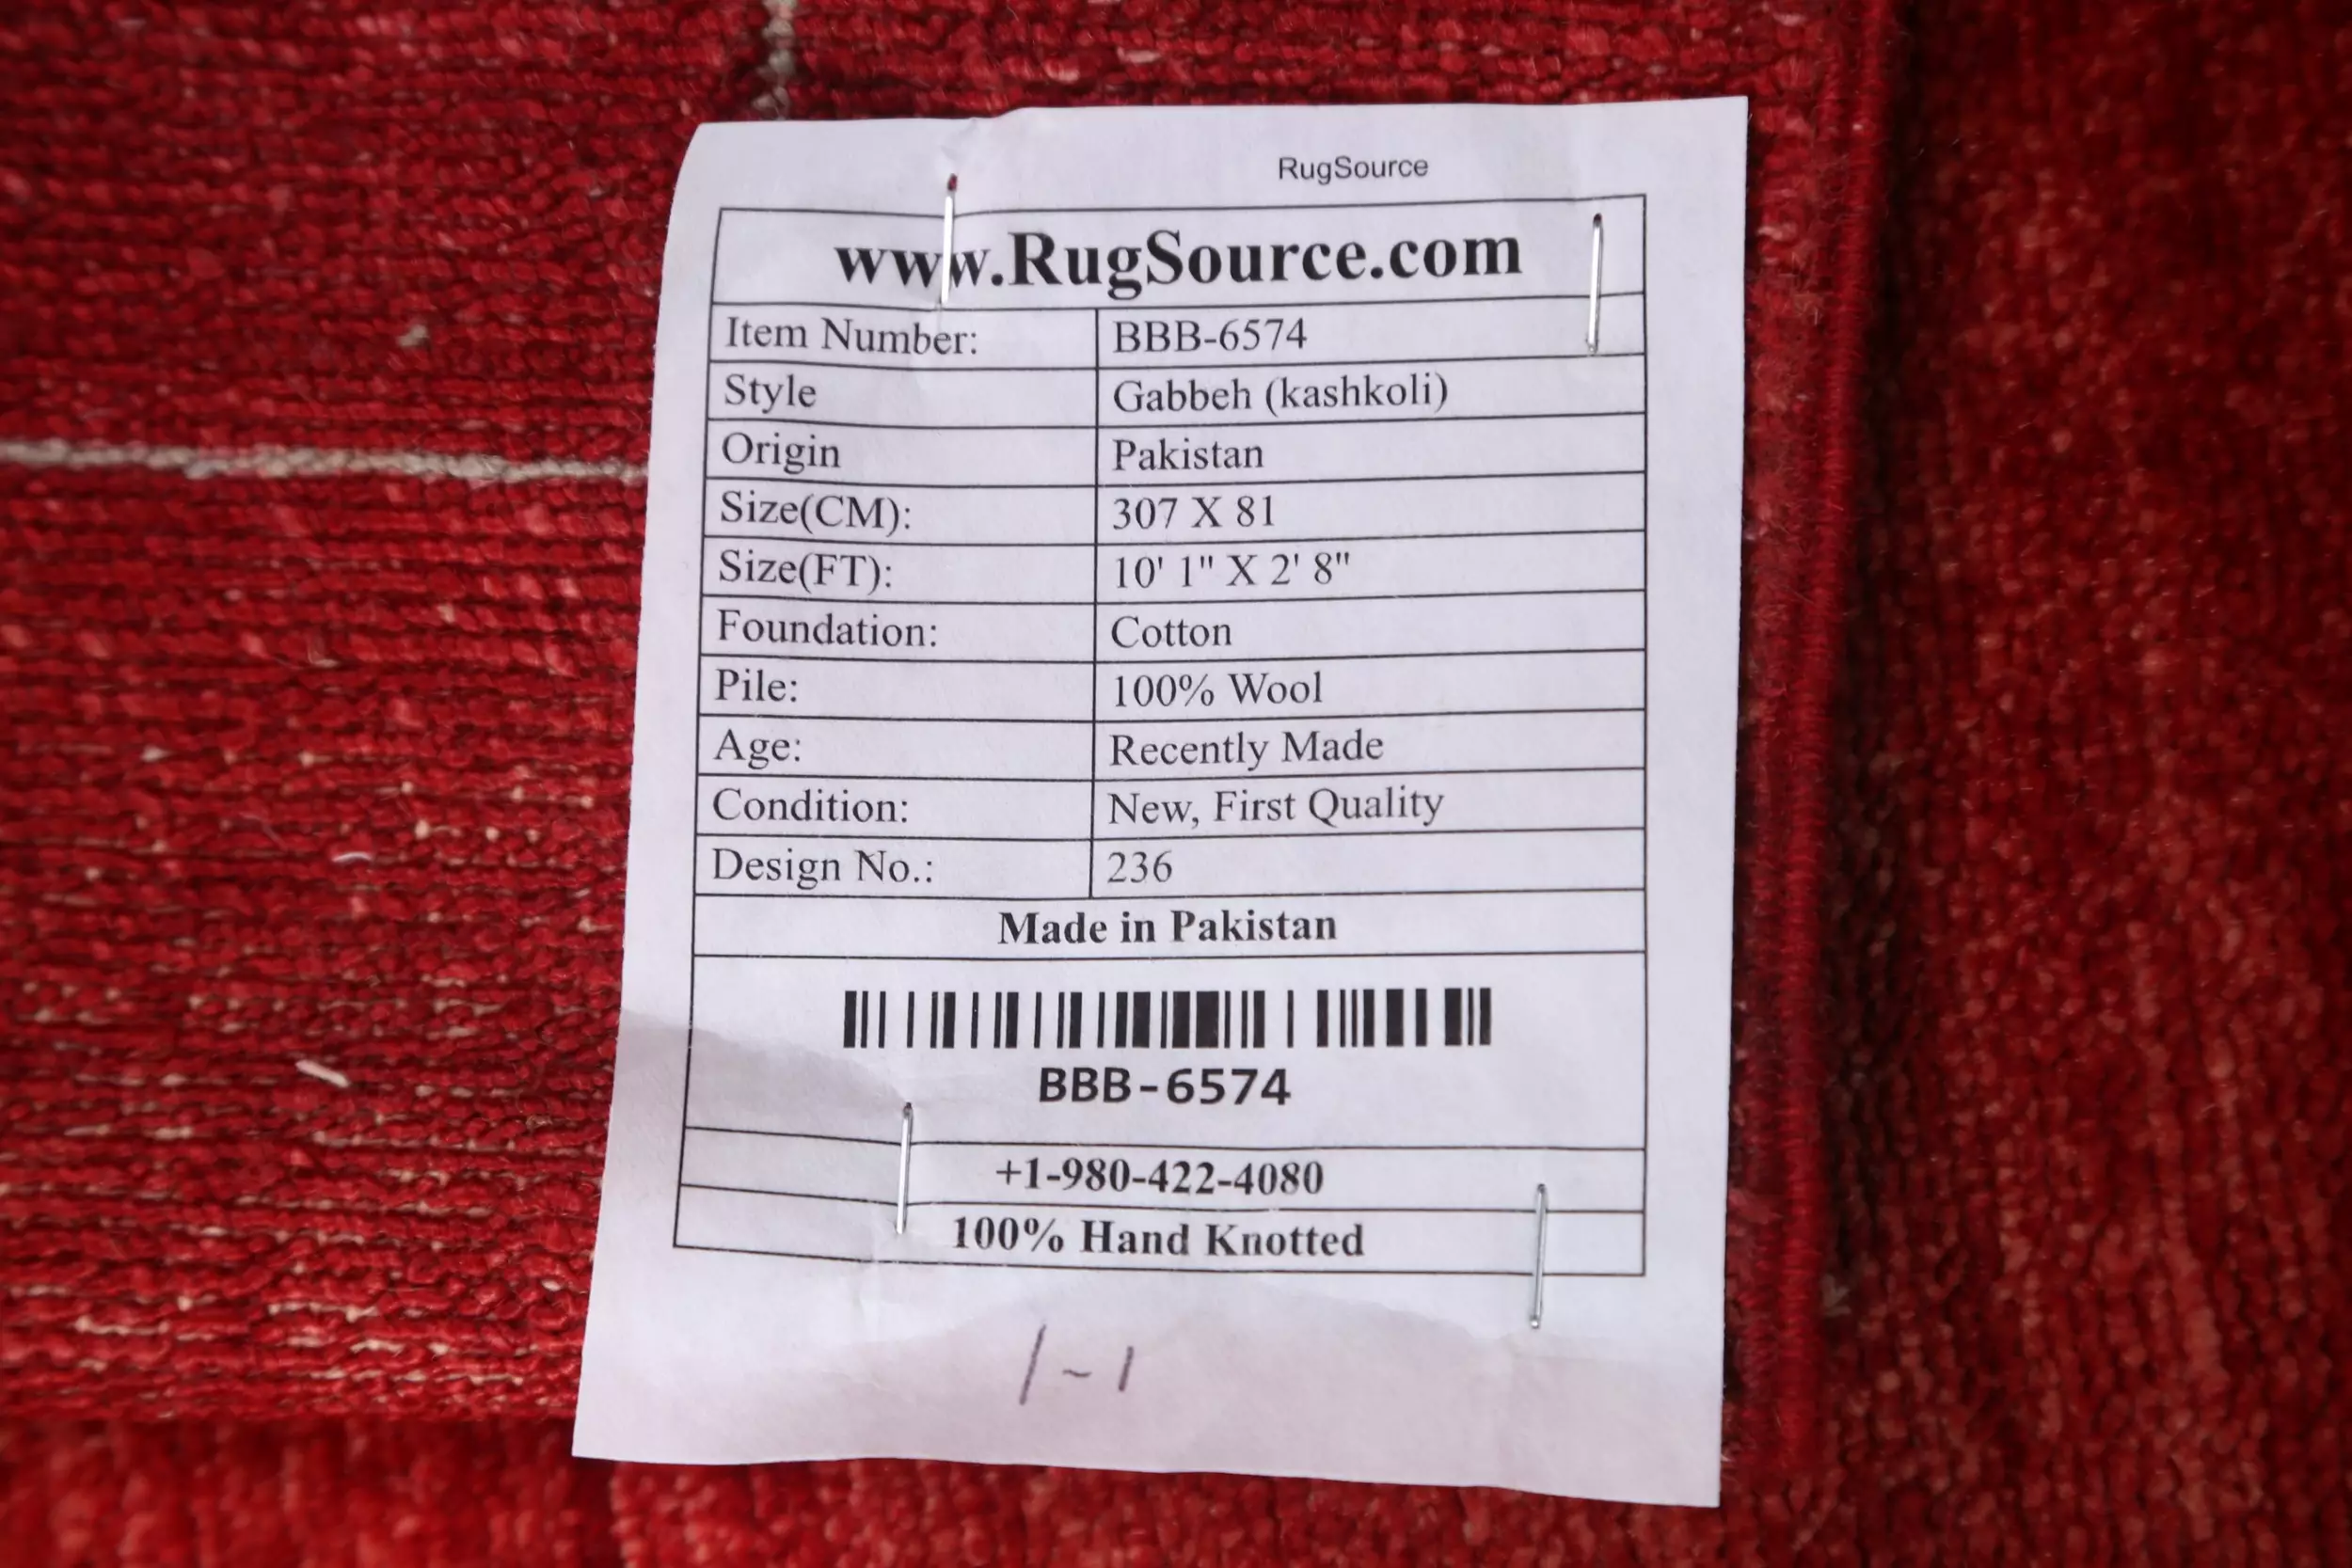 RugSource
www.RugSource.com
Item Number: BBB-6574
Style Gabbeh (kashkoli)
Origin Pakistan
Size(CM): 307 X 81
Size(FT): 10' 1" X 2' 8"
Foundation: Cotton
Pile: 100% Wool
Age: Recently Made
Condition: New, First Quality
Design No.: 236
Made in Pakistan
BBB-6574
+1-980-422-4080
100% Hand Knotted
1-1